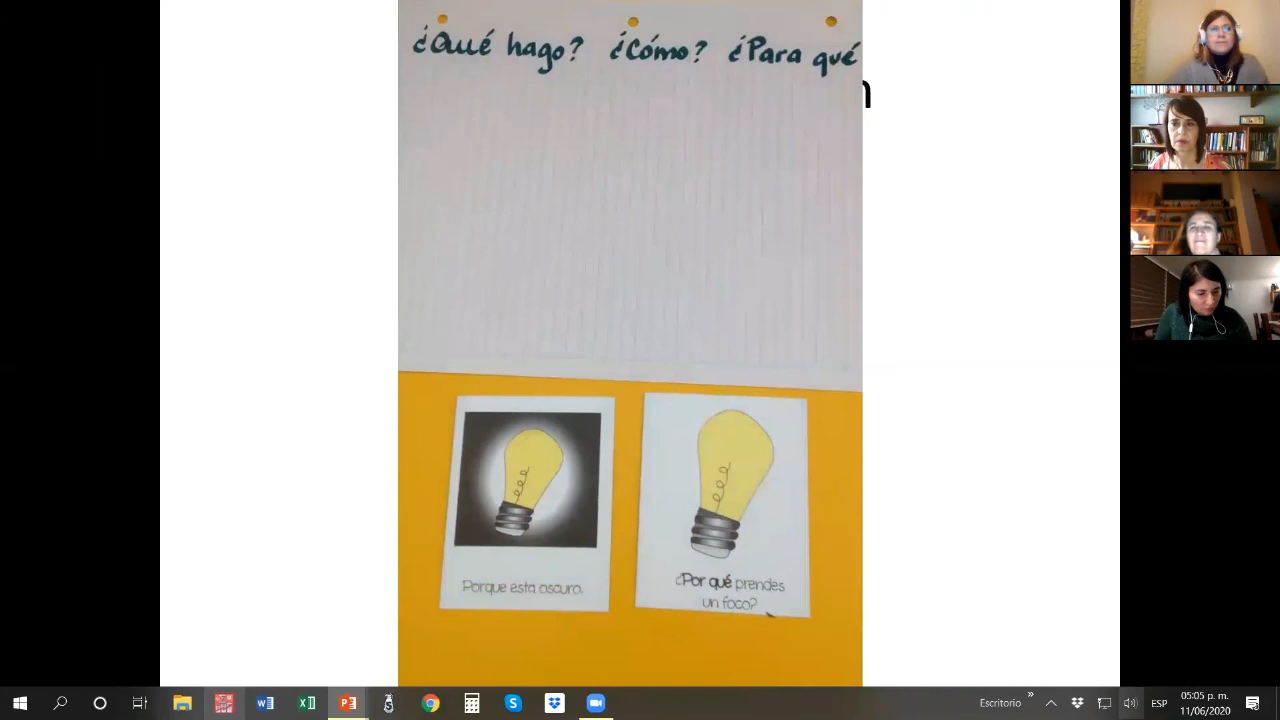 ¿Qué hago? ¿Cómo? ¿Para qué
n
Porque esta oscuro.
¿Por qué prendes
un foco?
Escritorio
»
ESP
05:05 p. m.
11/06/2020